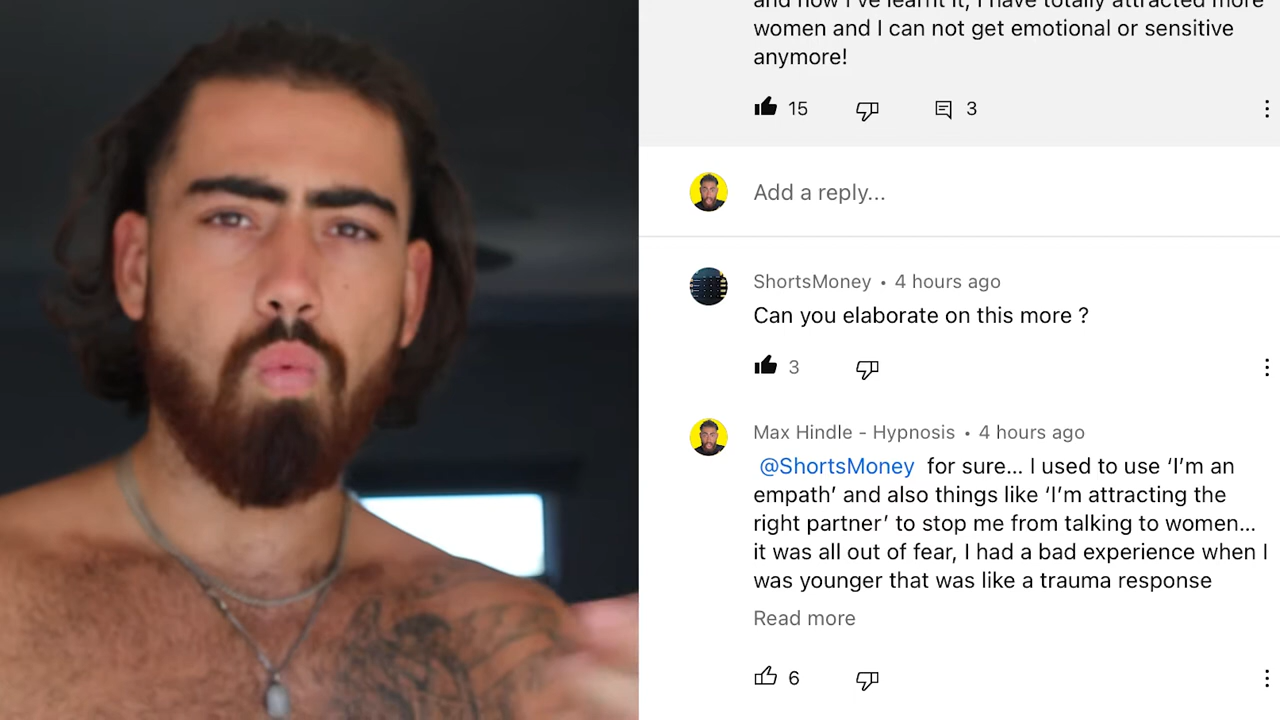 and now I've learnt it, I have totally attracted more
women and I can not get emotional or sensitive
anymore!
15
3
Add a reply...
ShortsMoney • 4 hours ago
Can you elaborate on this more ?
3
Max Hindle - Hypnosis • 4 hours ago
@ShortsMoney for sure... I used to use ‘I’m an
empath’ and also things like ‘I’m attracting the
right partner’ to stop me from talking to women...
it was all out of fear, I had a bad experience when I
was younger that was like a trauma response
Read more
6